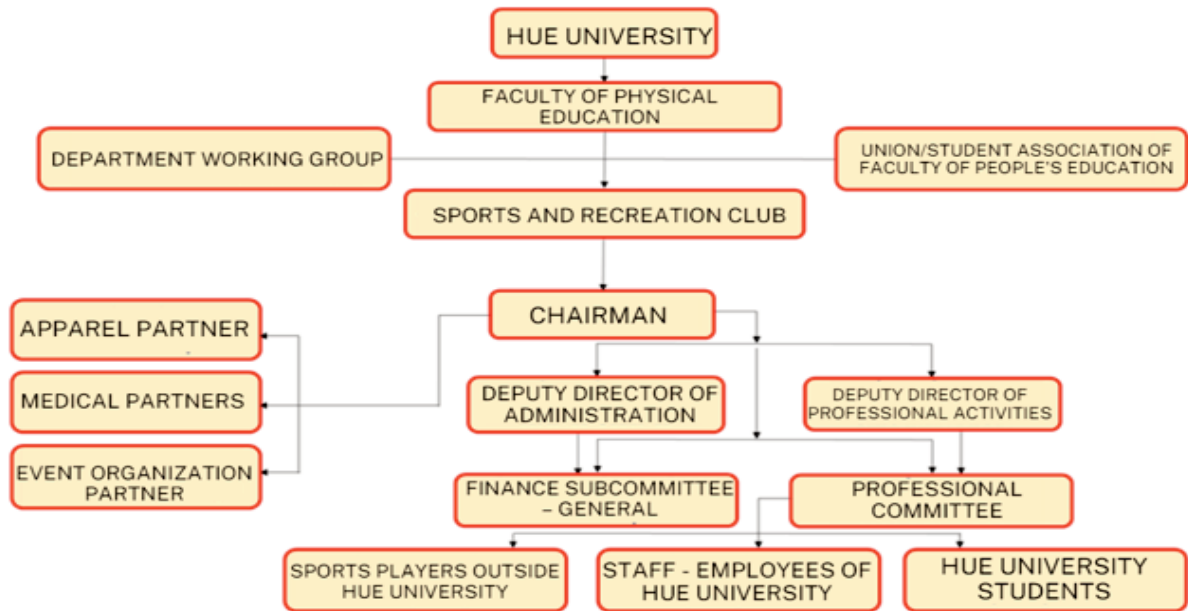 HUE UNIVERSITY
FACULTY OF PHYSICAL
EDUCATION
DEPARTMENT WORKING GROUP
UNION/STUDENT ASSOCIATION OF
FACULTY OF PEOPLE'S EDUCATION
SPORTS AND RECREATION CLUB
CHAIRMAN
APPAREL PARTNER
MEDICAL PARTNERS
EVENT ORGANIZATION
PARTNER
DEPUTY DIRECTOR OF
ADMINISTRATION
DEPUTY DIRECTOR OF
PROFESSIONAL ACTIVITIES
FINANCE SUBCOMMITTEE
– GENERAL
PROFESSIONAL
COMMITTEE
SPORTS PLAYERS OUTSIDE
HUE UNIVERSITY
STAFF - EMPLOYEES OF
HUE UNIVERSITY
HUE UNIVERSITY
STUDENTS